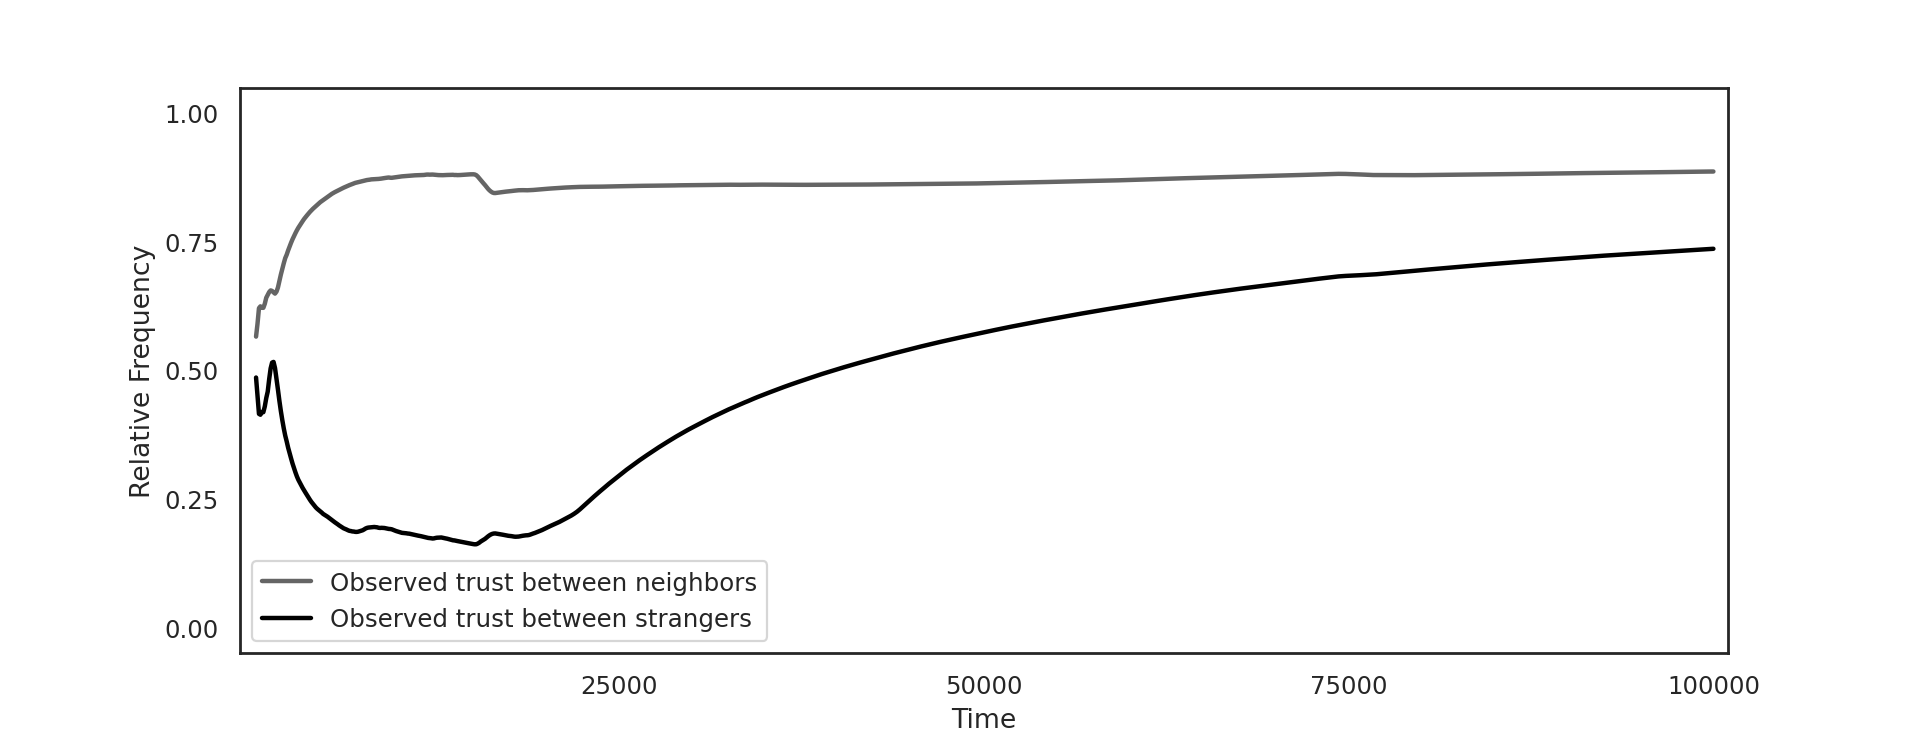 1.00
0.75
0.50
0.25
0.00
Relative Frequency
Observed trust between neighbors
Observed trust between strangers
25000 50000 75000 100000
Time